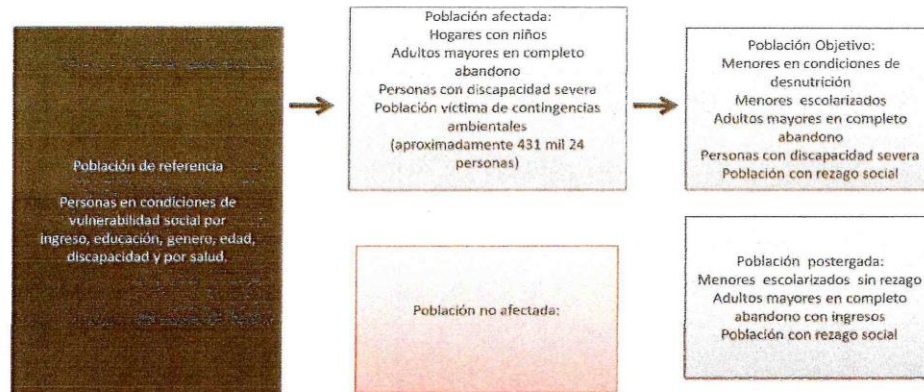 Población de referencia
Personas en condiciones de
vulnerabilidad social por
ingreso, educación, genero, edad,
discapacidad y por salud.
Población afectada:
Hogares con niños
Adultos mayores en completo
abandono
Personas con discapacidad severa
Población víctima de contingencias
ambientales
(aproximadamente 431 mil 24
personas)
Población no afectada:
Población Objetivo:
Menores en condiciones de
desnutrición
Menores escolarizados
Adultos mayores en completo
abandono
Personas con discapacidad severa
Población con rezago social
Población postergada:
Menores escolarizados sin rezago
Adultos mayores en completo
abandono con ingresos
Población con rezago social